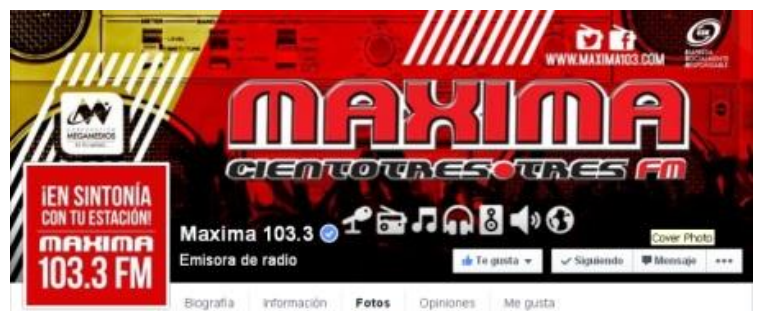 WWW.MAXIMA103.COM
MEGAMEDIOS
MAXIMA
CIENTOTRES•TRES FM
¡EN SINTONÍA
CON TU ESTACIÓN!
MAXIMA
103.3 FM
Maxima 103.3
Emisora de radio
Cover Photo
Te gusta
Siguiendo
Mensaje
Biografía
Información
Fotos
Opiniones
Me gusta